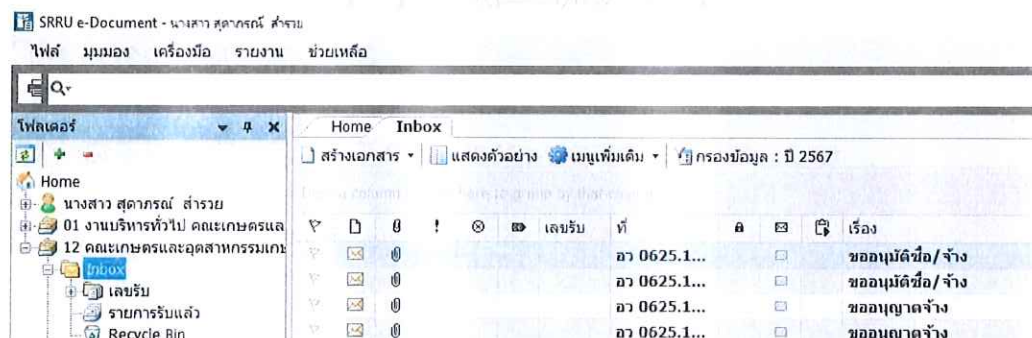 SRRU e-Document - นางสาว สุดาภรณ์ สำรวย
ไฟล์ มุมมอง เครื่องมือ รายงาน ช่วยเหลือ
โฟลเดอร์
Home Inbox
สร้างเอกสาร แสดงตัวอย่าง เมนูเพิ่มเติม กรองข้อมูล : ปี 2567
Home
นางสาว สุดาภรณ์ สำรวย
01 งานบริหารทั่วไป คณะเกษตรแล
12 คณะเกษตรและอุตสาหกรรมเกษ
เลขรับ ที่ เรื่อง
Inbox
อว 0625.1... ขออนุมัติซื้อ/จ้าง
เลขรับ
อว 0625.1... ขออนุมัติซื้อ/จ้าง
รายการรับแล้ว
อว 0625.1... ขออนุญาตจ้าง
Recycle Bin
อว 0625.1... ขออนุญาตจ้าง